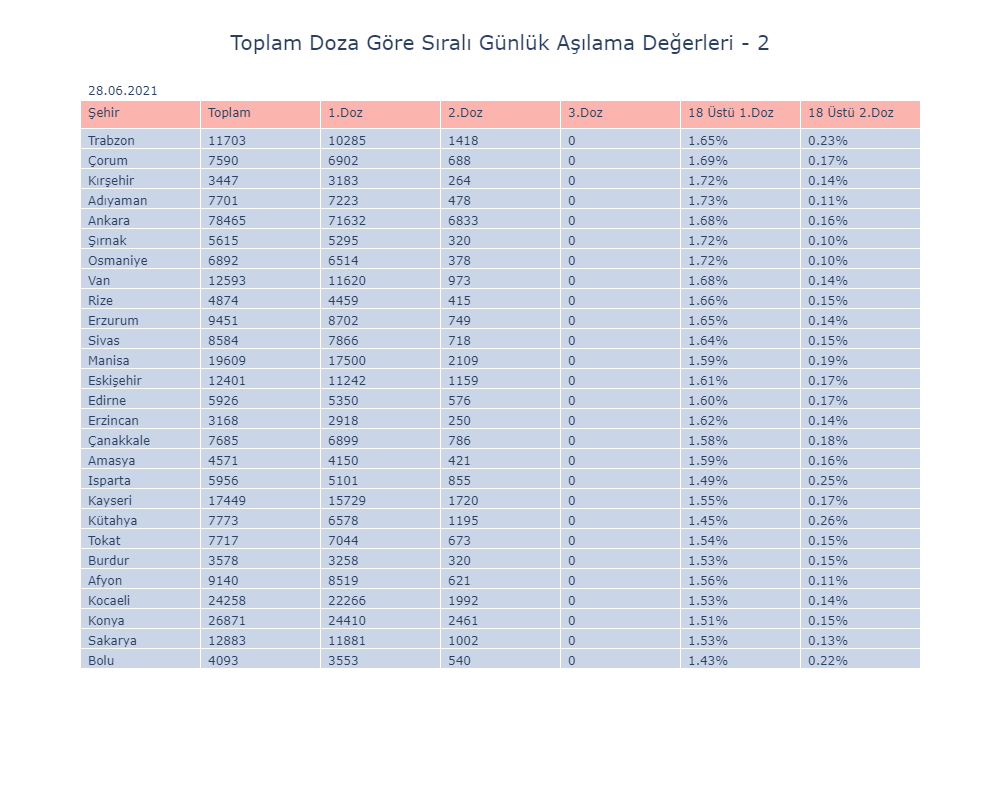 Toplam Doza Göre Sıralı Günlük Aşılama Değerleri - 2
28.06.2021
Şehir Toplam 1.Doz 2.Doz 3.Doz 18 Üstü 1.Doz 18 Üstü 2.Doz
Trabzon 11703 10285 1418 0 1.65% 0.23%
Çorum 7590 6902 688 0 1.69% 0.17%
Kırşehir 3447 3183 264 0 1.72% 0.14%
Adıyaman 7701 7223 478 0 1.73% 0.11%
Ankara 78465 71632 6833 0 1.68% 0.16%
Şırnak 5615 5295 320 0 1.72% 0.10%
Osmaniye 6892 6514 378 0 1.72% 0.10%
Van 12593 11620 973 0 1.68% 0.14%
Rize 4874 4459 415 0 1.66% 0.15%
Erzurum 9451 8702 749 0 1.65% 0.14%
Sivas 8584 7866 718 0 1.64% 0.15%
Manisa 19609 17500 2109 0 1.59% 0.19%
Eskişehir 12401 11242 1159 0 1.61% 0.17%
Edirne 5926 5350 576 0 1.60% 0.17%
Erzincan 3168 2918 250 0 1.62% 0.14%
Çanakkale 7685 6899 786 0 1.58% 0.18%
Amasya 4571 4150 421 0 1.59% 0.16%
Isparta 5956 5101 855 0 1.49% 0.25%
Kayseri 17449 15729 1720 0 1.55% 0.17%
Kütahya 7773 6578 1195 0 1.45% 0.26%
Tokat 7717 7044 673 0 1.54% 0.15%
Burdur 3578 3258 320 0 1.53% 0.15%
Afyon 9140 8519 621 0 1.56% 0.11%
Kocaeli 24258 22266 1992 0 1.53% 0.14%
Konya 26871 24410 2461 0 1.51% 0.15%
Sakarya 12883 11881 1002 0 1.53% 0.13%
Bolu 4093 3553 540 0 1.43% 0.22%